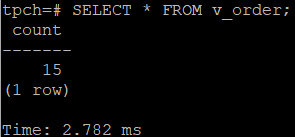 tpch=# SELECT * FROM v_order;
count
-------
15
(1 row)
Time: 2.782 ms